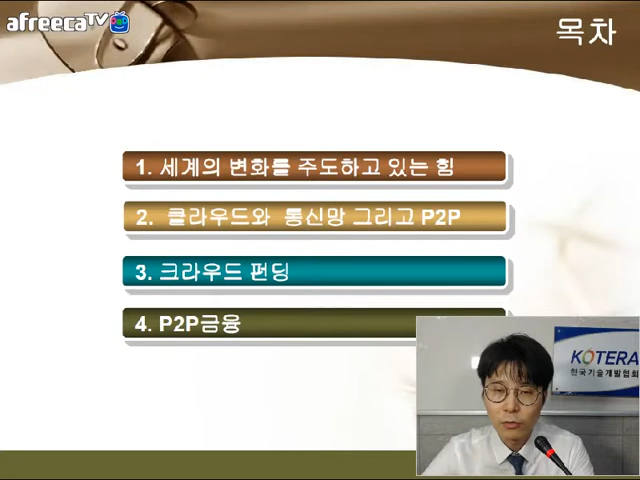 afreecaTV
목차
1. 세계의 변화를 주도하고 있는 힘
2. 클라우드와 통신망 그리고 P2P
3. 크라우드 펀딩
4. P2P금융
KOTERA
한국기술개발협회